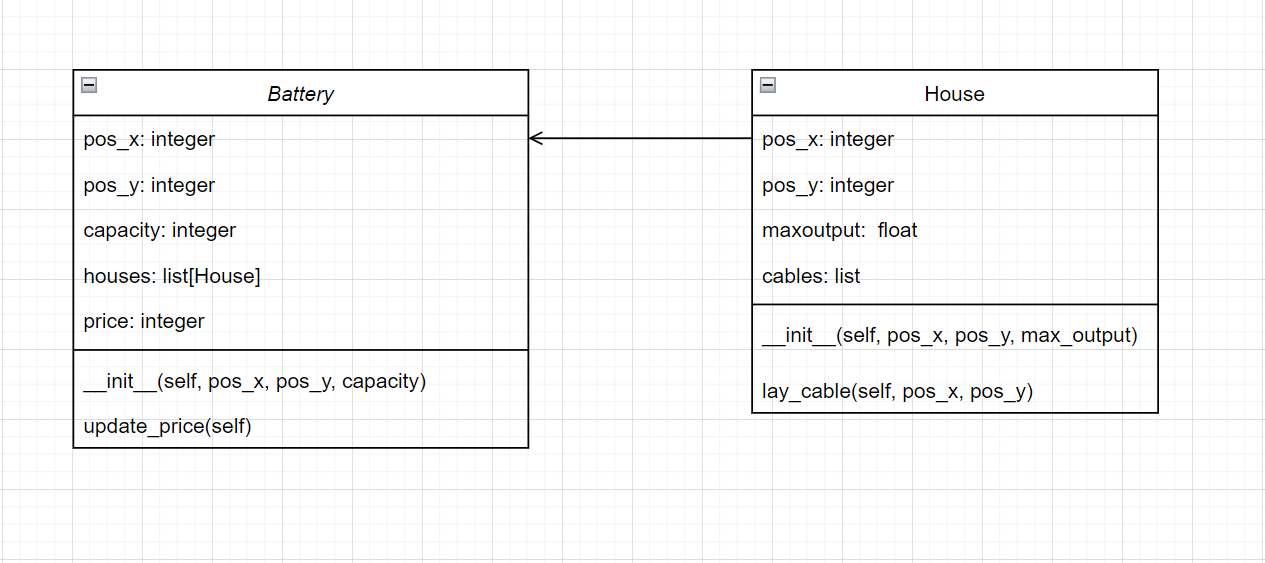 Battery
pos_x: integer
pos_y: integer
capacity: integer
houses: list[House]
price: integer
__init__(self, pos_x, pos_y, capacity)
update_price(self)
House
pos_x: integer
pos_y: integer
maxoutput:  float
cables: list
__init__(self, pos_x, pos_y, max_output)
lay_cable(self, pos_x, pos_y)